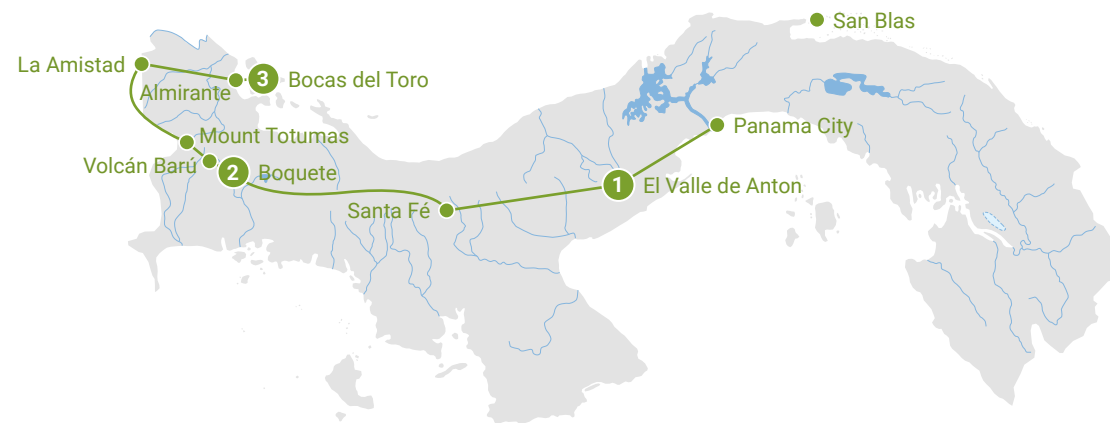 San Blas
La Amistad
3 Bocas del Toro
Almirante
Panama City
Mount Totumas
Volcán Barú
2 Boquete
1 El Valle de Anton
Santa Fé